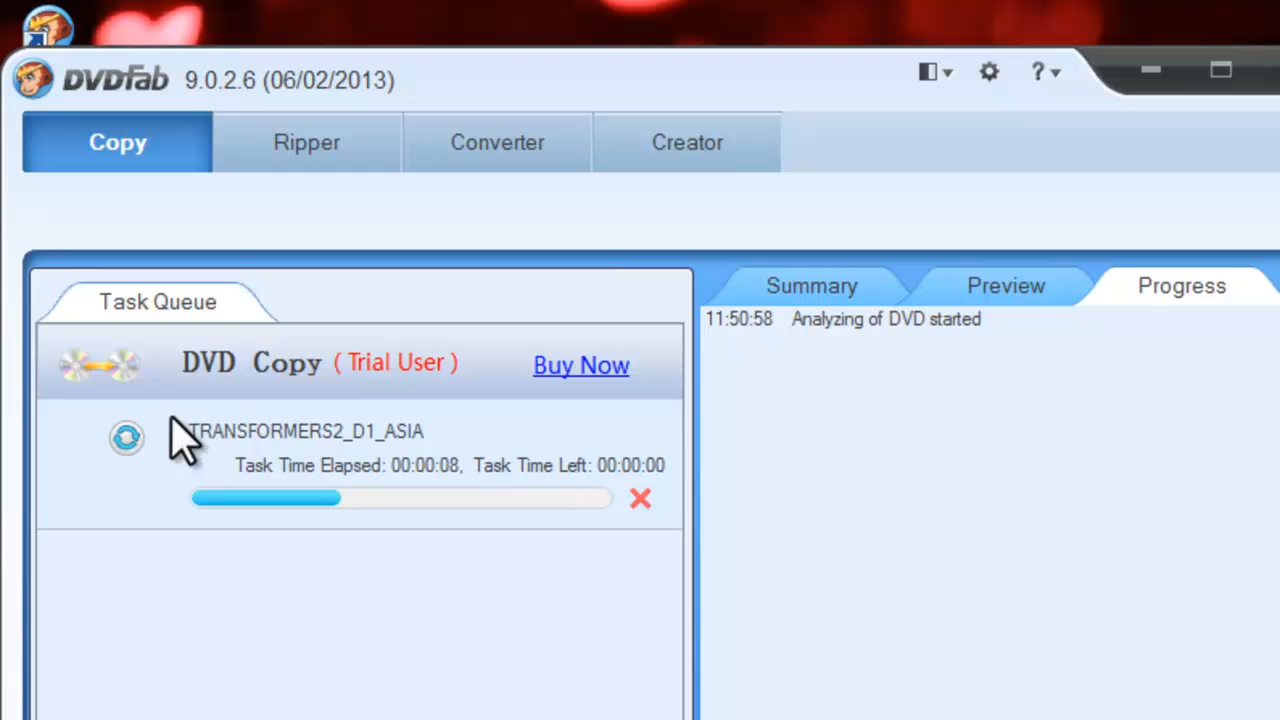 DVDFab 9.0.2.6 (06/02/2013)
?
Copy Ripper Converter Creator
Task Queue
Summary Preview Progress
11:50:58 Analyzing of DVD started
DVD Copy ( Trial User ) Buy Now
TRANSFORMERS2_D1_ASIA
Task Time Elapsed: 00:00:08, Task Time Left: 00:00:00